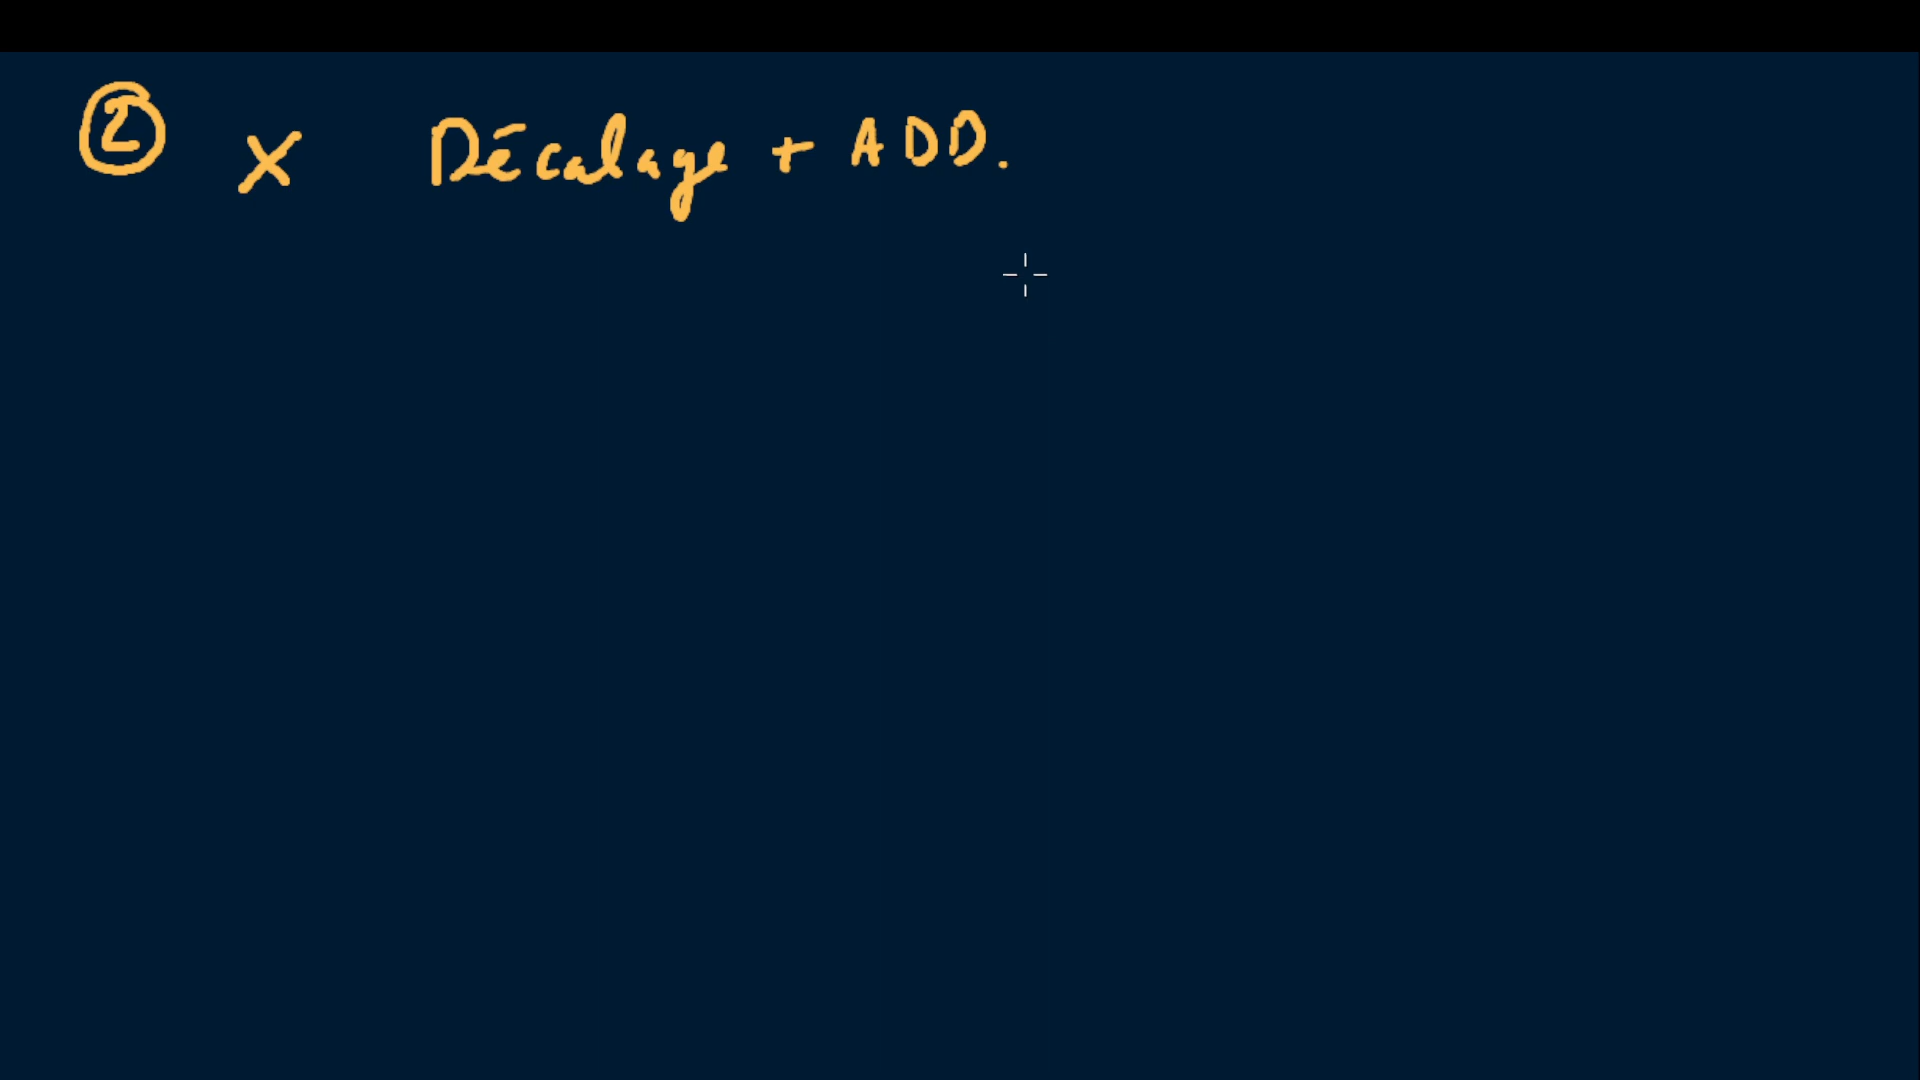 ② × Décalage + ADD.